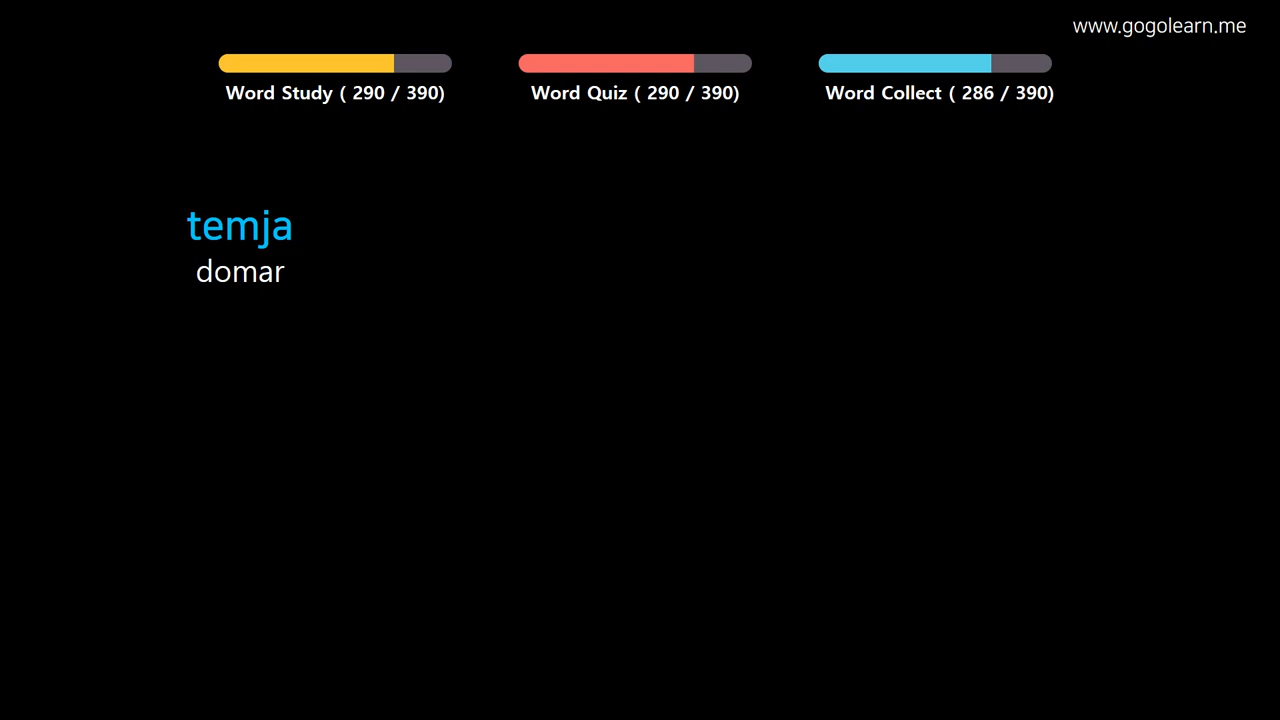 www.gogolearn.me
Word Study ( 290 / 390)
Word Quiz ( 290 / 390)
Word Collect ( 286 / 390)
temja
domar